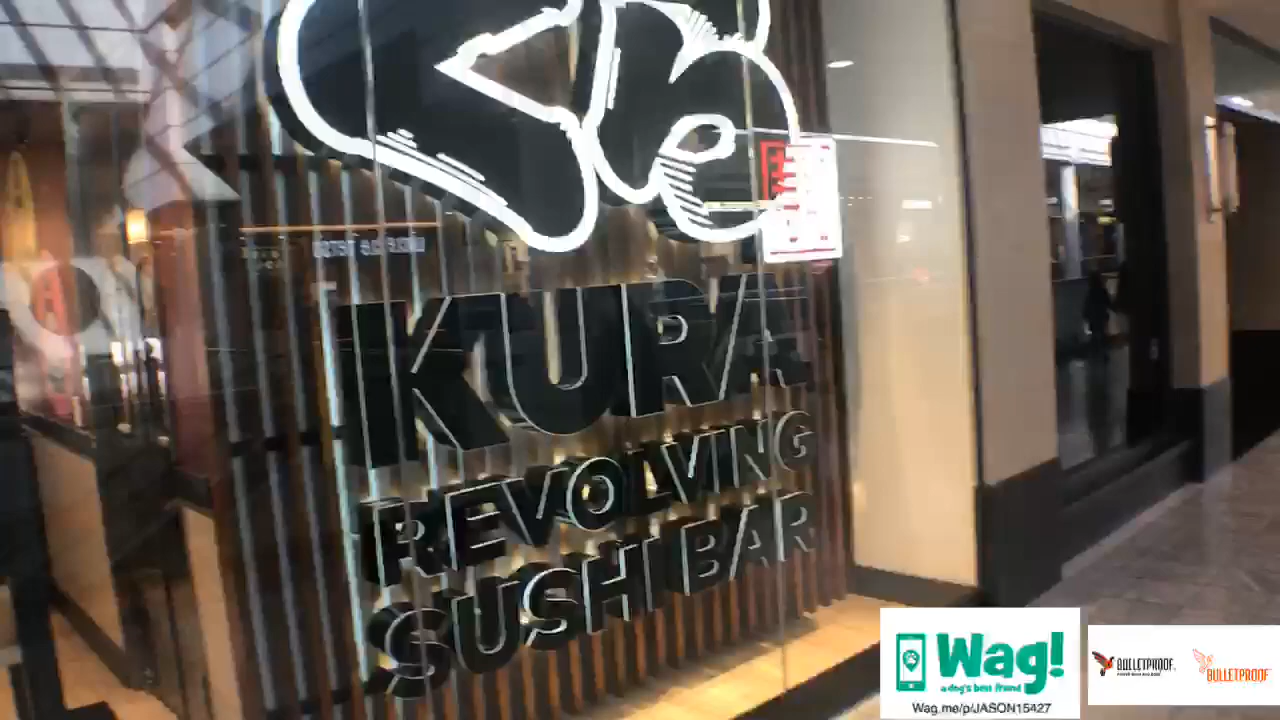 KURA
REVOLVING
SUSHI BAR
Wag!
a dog's best friend
Wag.me/p/JASON15427
BULLETPROOF
BULLETPROOF